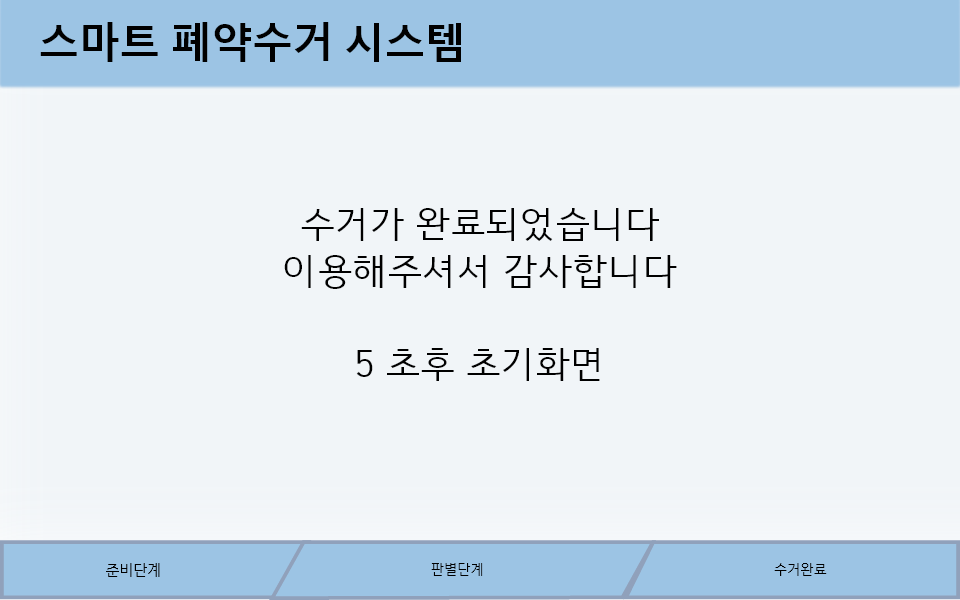 스마트 폐약수거 시스템
수거가 완료되었습니다
이용해주셔서 감사합니다
5 초후 초기화면
준비단계
판별단계
수거완료